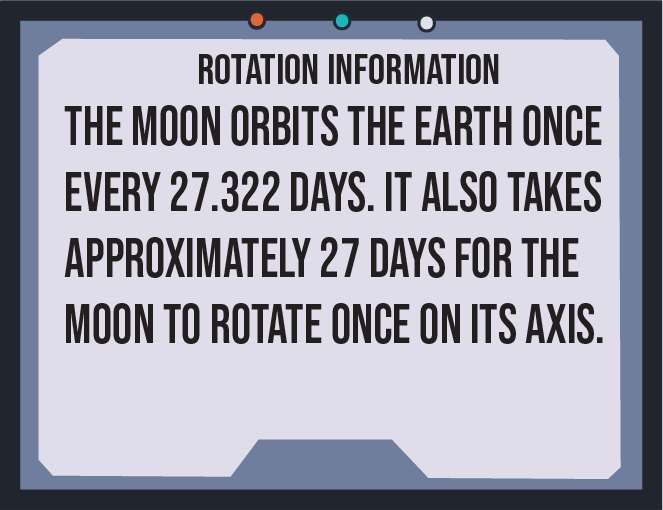 ROTATION INFORMATION
THE MOON ORBITS THE EARTH ONCE
EVERY 27.322 DAYS. IT ALSO TAKES
APPROXIMATELY 27 DAYS FOR THE
MOON TO ROTATE ONCE ON ITS AXIS.